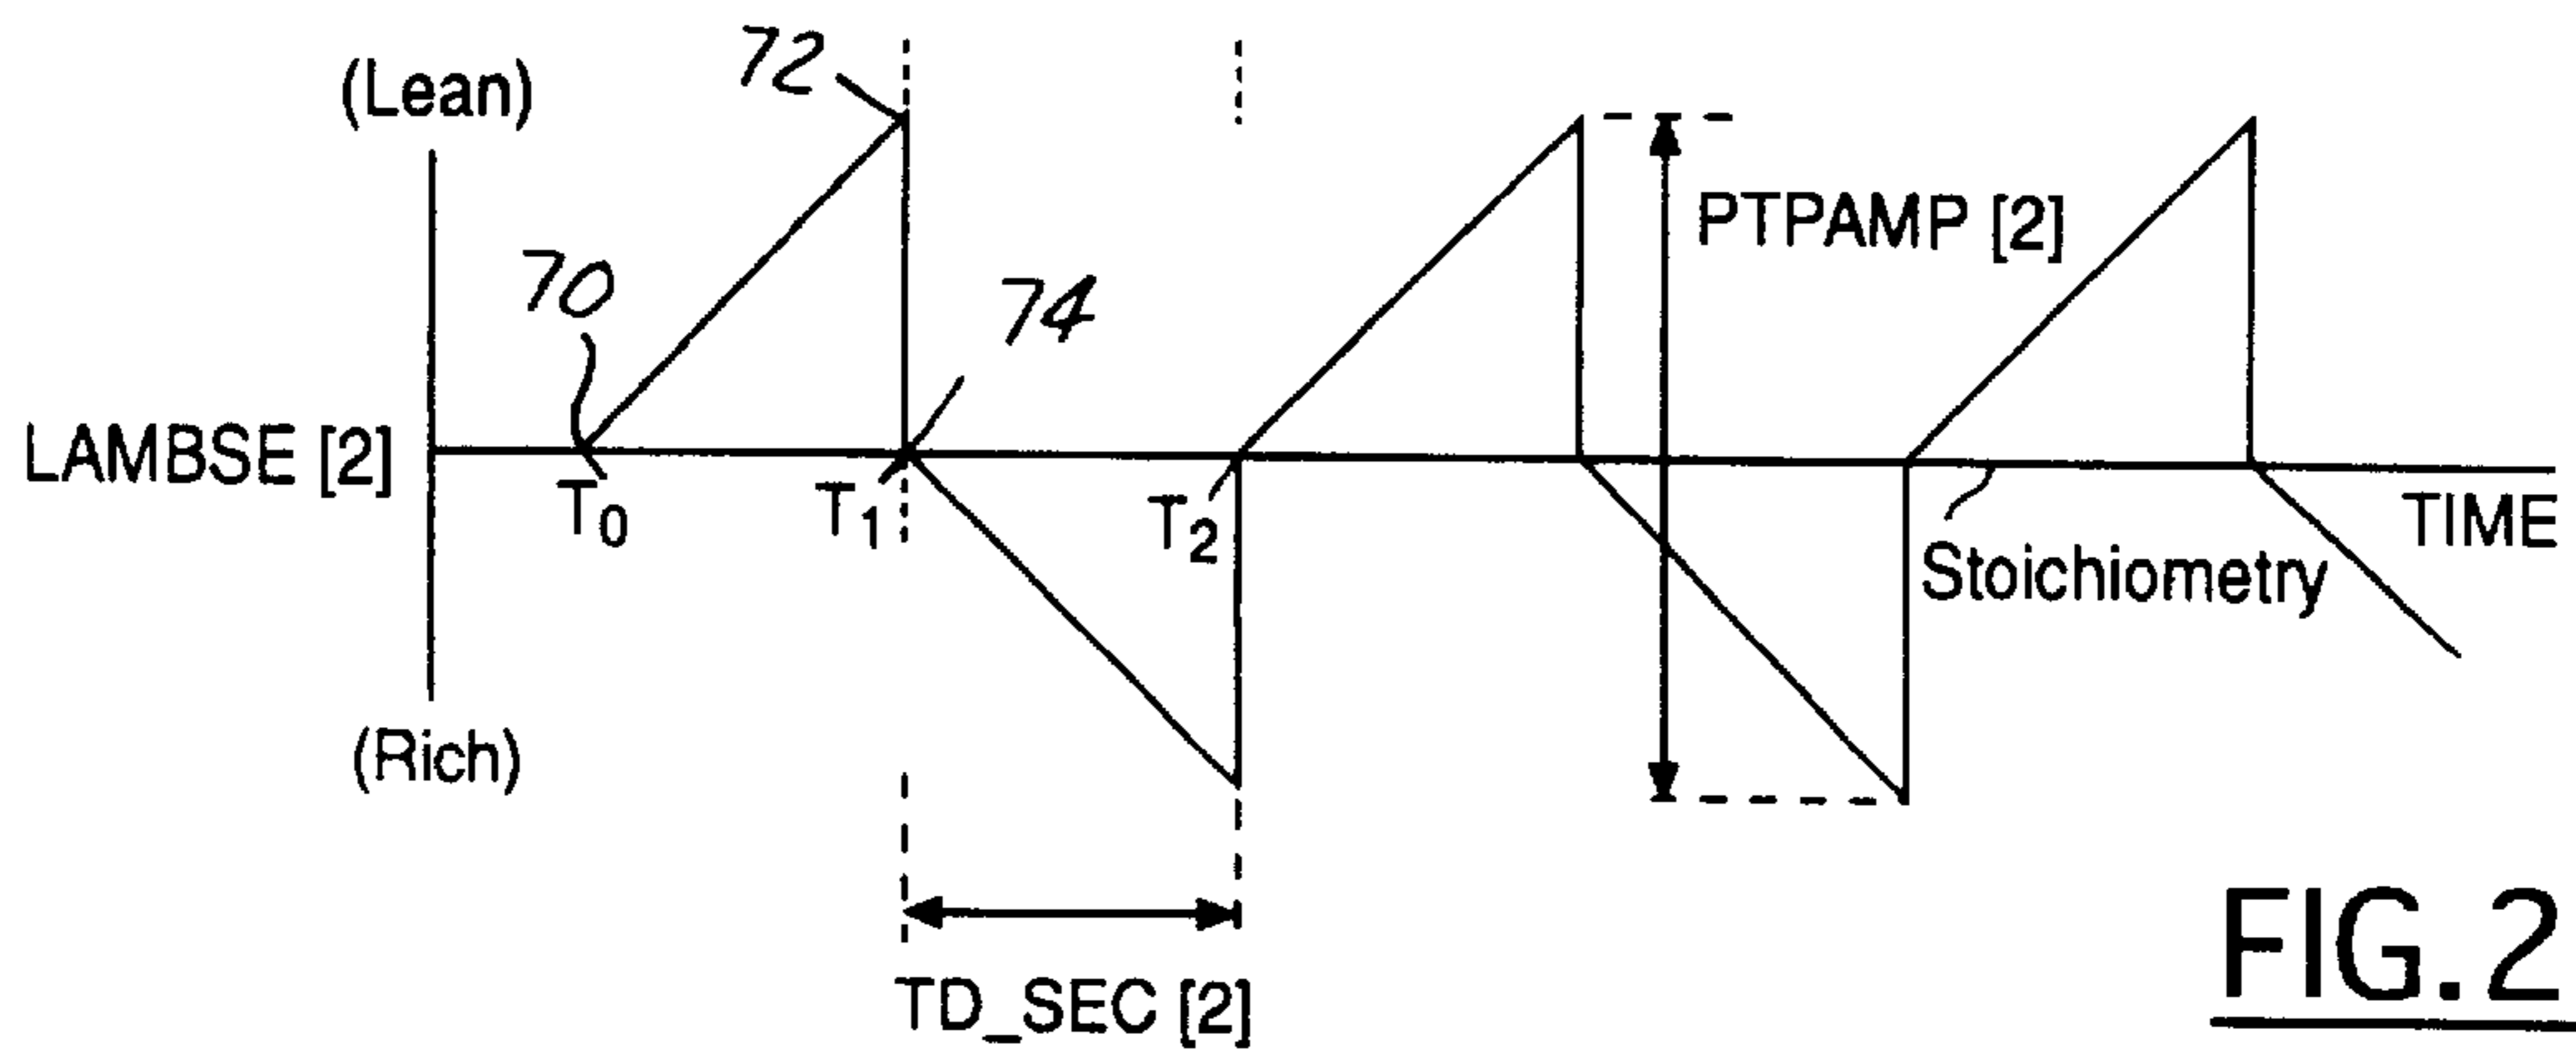 72
(Lean)
PTPAMP [2]
70
74
LAMBSE [2]
T0
T1
T2
TIME
Stoichiometry
(Rich)
TD_SEC [2]
FIG.2